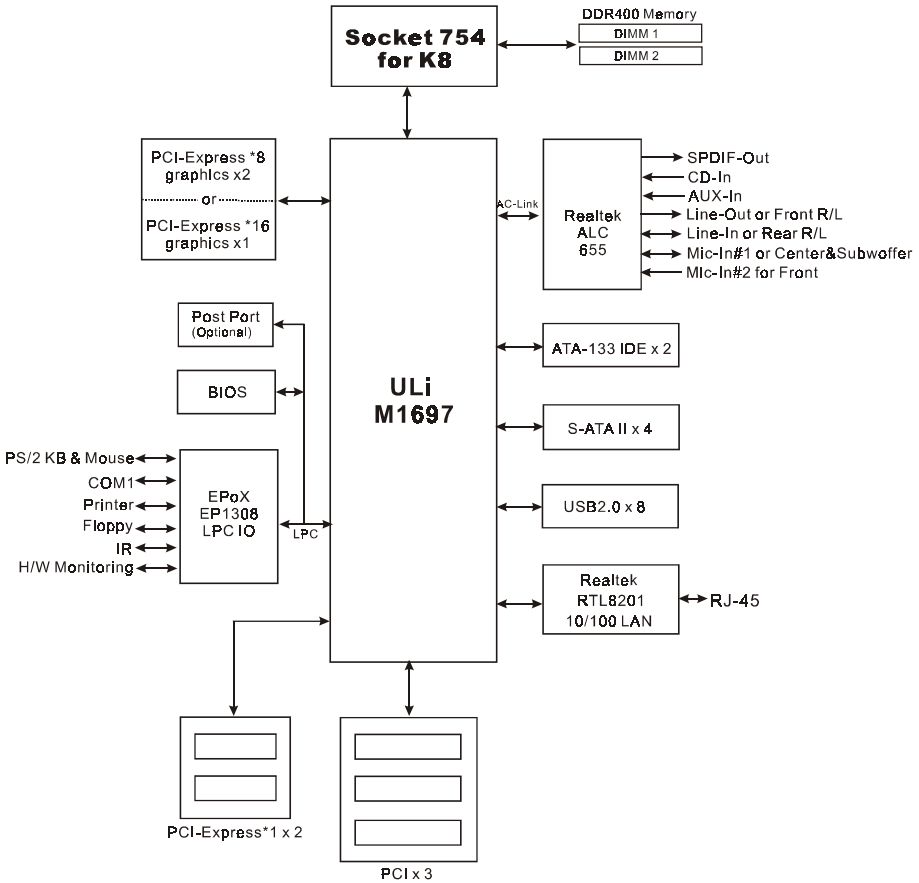 DDR400 Memory
DIMM 1
DIMM 2
Socket 754
for K8
PCI-Express *8
graphics x2
or
PCI-Express *16
graphics x1
AC-Link
Realtek
ALC
655
SPDIF-Out
CD-In
AUX-In
Line-Out or Front R/L
Line-In or Rear R/L
Mic-In#1 or Center&Subwoffer
Mic-In#2 for Front
Post Port
(Optional)
BIOS
ULi
M1697
ATA-133 IDE x 2
S-ATA II x 4
USB2.0 x 8
PS/2 KB & Mouse
COM1
Printer
Floppy
IR
H/W Monitoring
EPoX
EP1308
LPC IO
LPC
Realtek
RTL8201
10/100 LAN
RJ-45
PCI-Express*1 x 2
PCI x 3